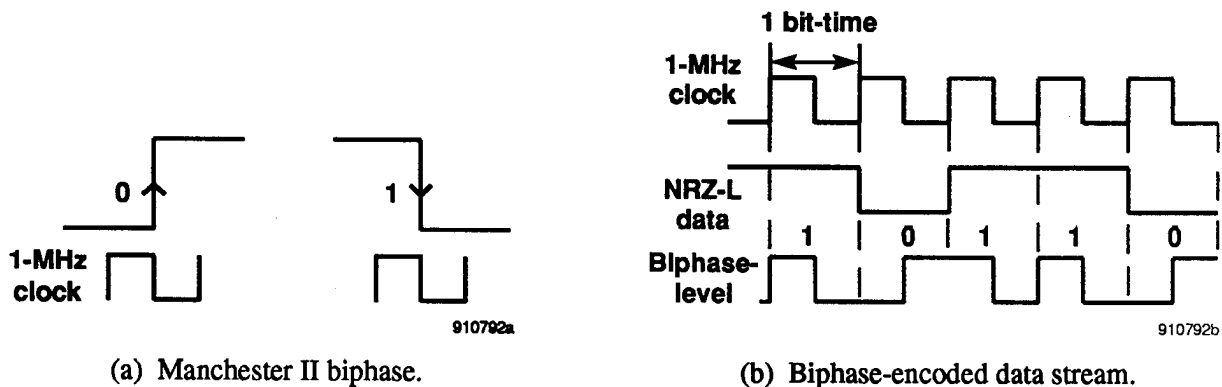 0
1
1-MHz
clock
910792a
(a) Manchester II biphase.
1 bit-time
1-MHz
clock
NRZ-L
data
1 0 1 1 0
Biphase-
level
910792b
(b) Biphase-encoded data stream.